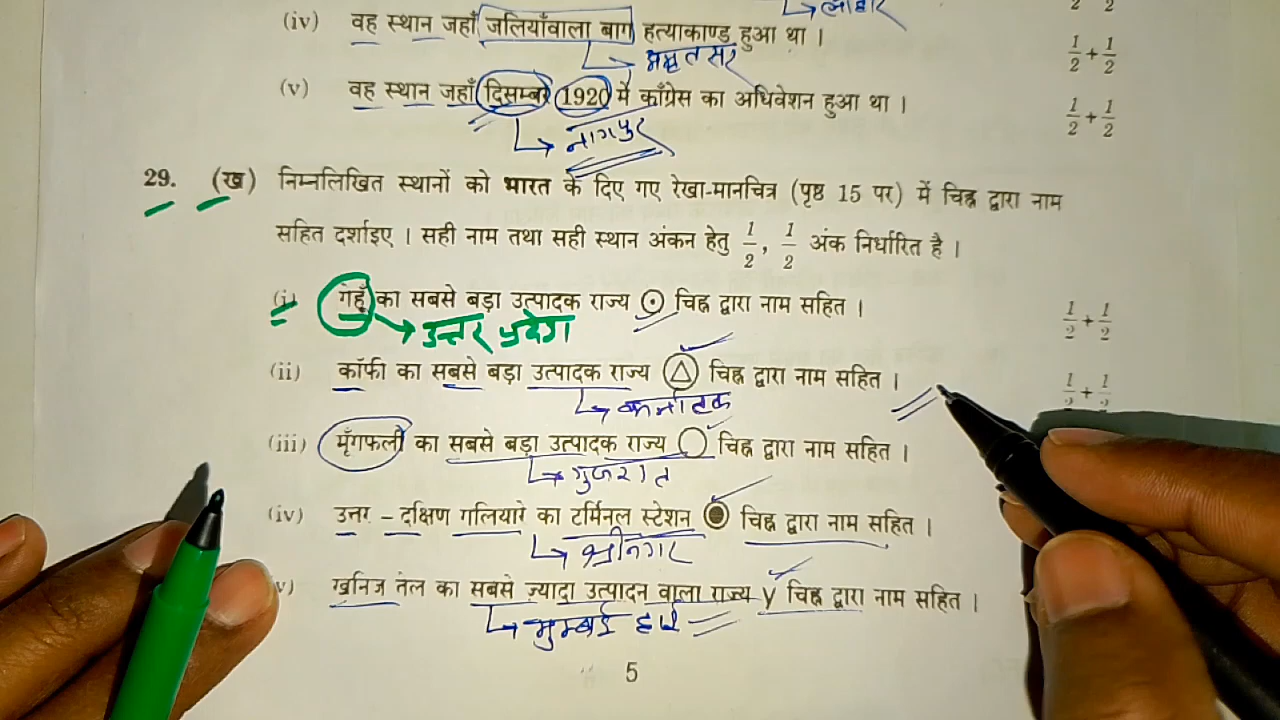 लाहौर
(iv) वह स्थान जहाँ जलियाँवाला बाग हत्याकाण्ड हुआ था । 1/2 + 1/2
अमृतसर
(v) वह स्थान जहाँ दिसम्बर 1920 में काँग्रेस का अधिवेशन हुआ था । 1/2 + 1/2
नागपुर
29. (ख) निम्नलिखित स्थानों को भारत के दिए गए रेखा-मानचित्र (पृष्ठ 15 पर) में चिह्न द्वारा नाम
सहित दर्शाइए । सही नाम तथा सही स्थान अंकन हेतु 1/2, 1/2 अंक निर्धारित है ।
(i) गेहूँ का सबसे बड़ा उत्पादक राज्य ⊙ चिह्न द्वारा नाम सहित । 1/2 + 1/2
उत्तर प्रदेश
(ii) कॉफी का सबसे बड़ा उत्पादक राज्य चिह्न द्वारा नाम सहित । 1/2 + 1/2
कर्नाटक
(iii) मूँगफली का सबसे बड़ा उत्पादक राज्य ○ चिह्न द्वारा नाम सहित ।
गुजरात
(iv) उत्तर – दक्षिण गलियारे का टर्मिनल स्टेशन ◉ चिह्न द्वारा नाम सहित ।
श्रीनगर
v) खनिज तेल का सबसे ज़्यादा उत्पादन वाला राज्य y चिह्न द्वारा नाम सहित ।
मुम्बई हाई
5